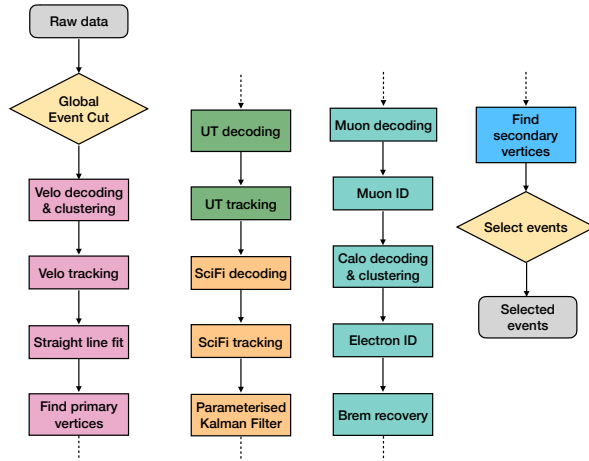 Raw data
Global
Event Cut
Velo decoding
& clustering
Velo tracking
Straight line fit
Find primary
vertices
UT decoding
UT tracking
SciFi decoding
SciFi tracking
Parameterised
Kalman Filter
Muon decoding
Muon ID
Calo decoding
& clustering
Electron ID
Brem recovery
Find
secondary
vertices
Select events
Selected
events